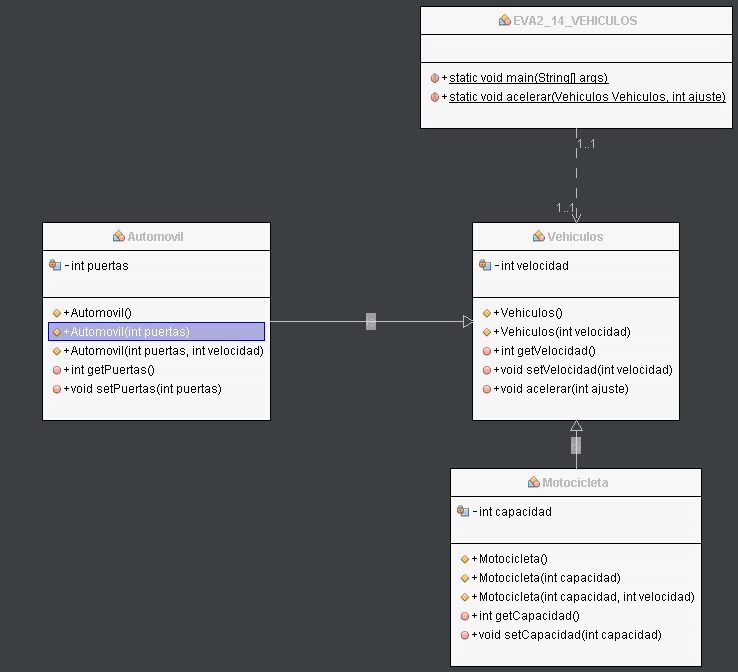 EVA2_14_VEHICULOS
+ static void main(String[] args)
+ static void acelerar(Vehiculos Vehiculos, int ajuste)
1..1
1..1
Automovil
- int puertas
+ Automovil()
+ Automovil(int puertas)
+ Automovil(int puertas, int velocidad)
+ int getPuertas()
+ void setPuertas(int puertas)
Vehiculos
- int velocidad
+ Vehiculos()
+ Vehiculos(int velocidad)
+ int getVelocidad()
+ void setVelocidad(int velocidad)
+ void acelerar(int ajuste)
Motocicleta
- int capacidad
+ Motocicleta()
+ Motocicleta(int capacidad)
+ Motocicleta(int capacidad, int velocidad)
+ int getCapacidad()
+ void setCapacidad(int capacidad)